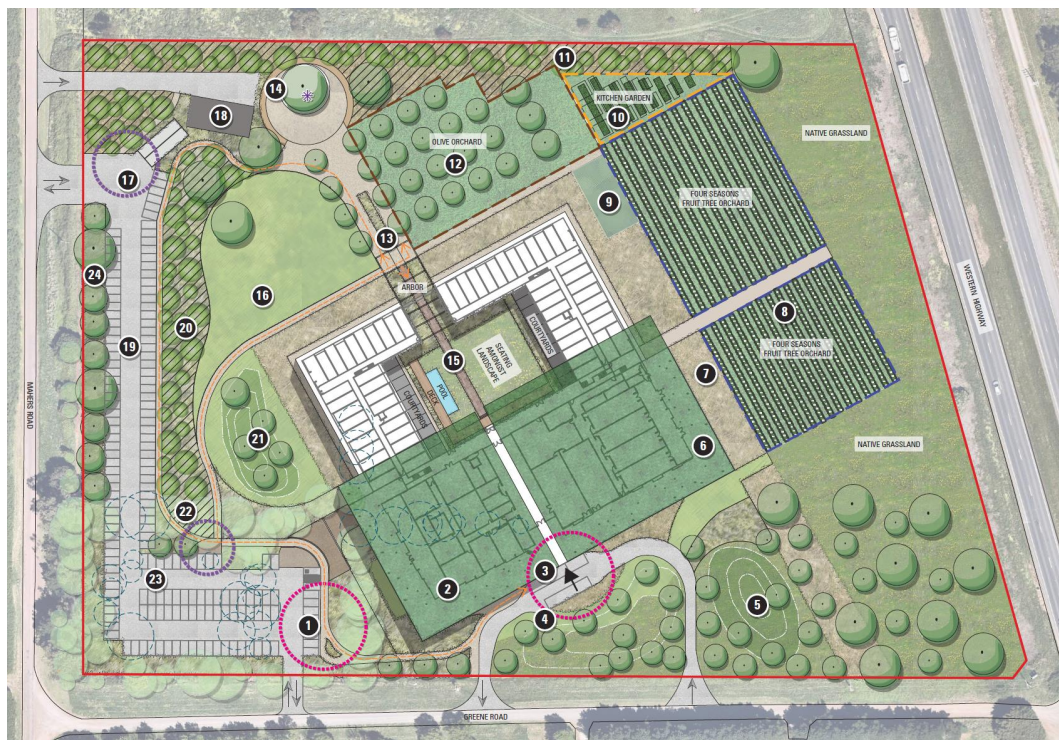 11
14
KITCHEN GARDEN
10
18
NATIVE GRASSLAND
OLIVE ORCHARD
12
17
FOUR SEASONS
FRUIT TREE ORCHARD
9
13
24
16
ARBOR
WESTERN HIGHWAY
8
FOUR SEASONS
FRUIT TREE ORCHARD
20
19
COURTYARDS
SEATING
AMONGST
LANDSCAPE
15
7
MAHERS ROAD
POOL
DECK
COURTYARDS
21
6
NATIVE GRASSLAND
22
23
3
2
4
5
1
GREENE ROAD